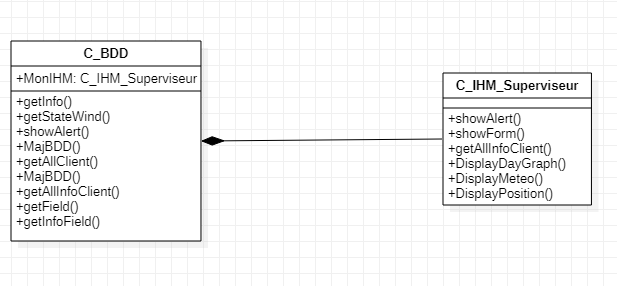 C_BDD
+MonIHM: C_IHM_Superviseur
+getInfo()
+getStateWind()
+showAlert()
+MajBDD()
+getAllClient()
+MajBDD()
+getAllInfoClient()
+getField()
+getInfoField()
C_IHM_Superviseur
+showAlert()
+showForm()
+getAllInfoClient()
+DisplayDayGraph()
+DisplayMeteo()
+DisplayPosition()